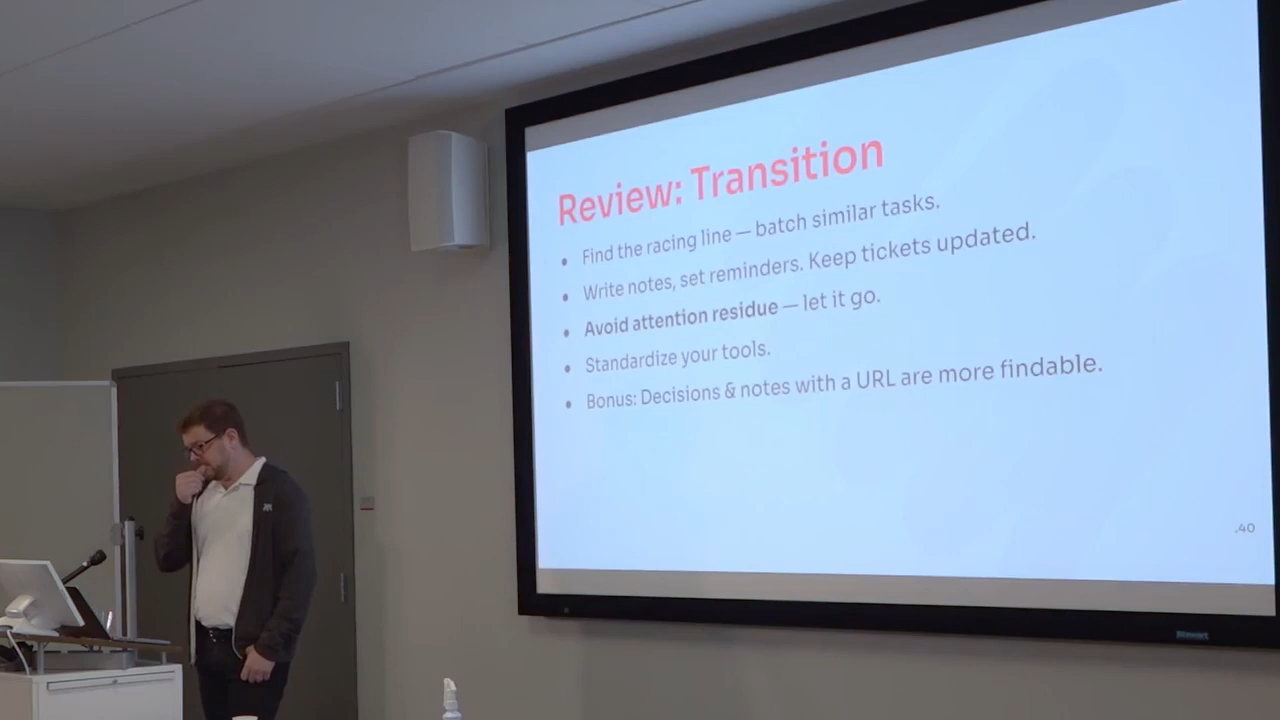 Review: Transition
• Find the racing line — batch similar tasks.
• Write notes, set reminders. Keep tickets updated.
• Avoid attention residue — let it go.
• Standardize your tools.
• Bonus: Decisions & notes with a URL are more findable.
.40
Stewart